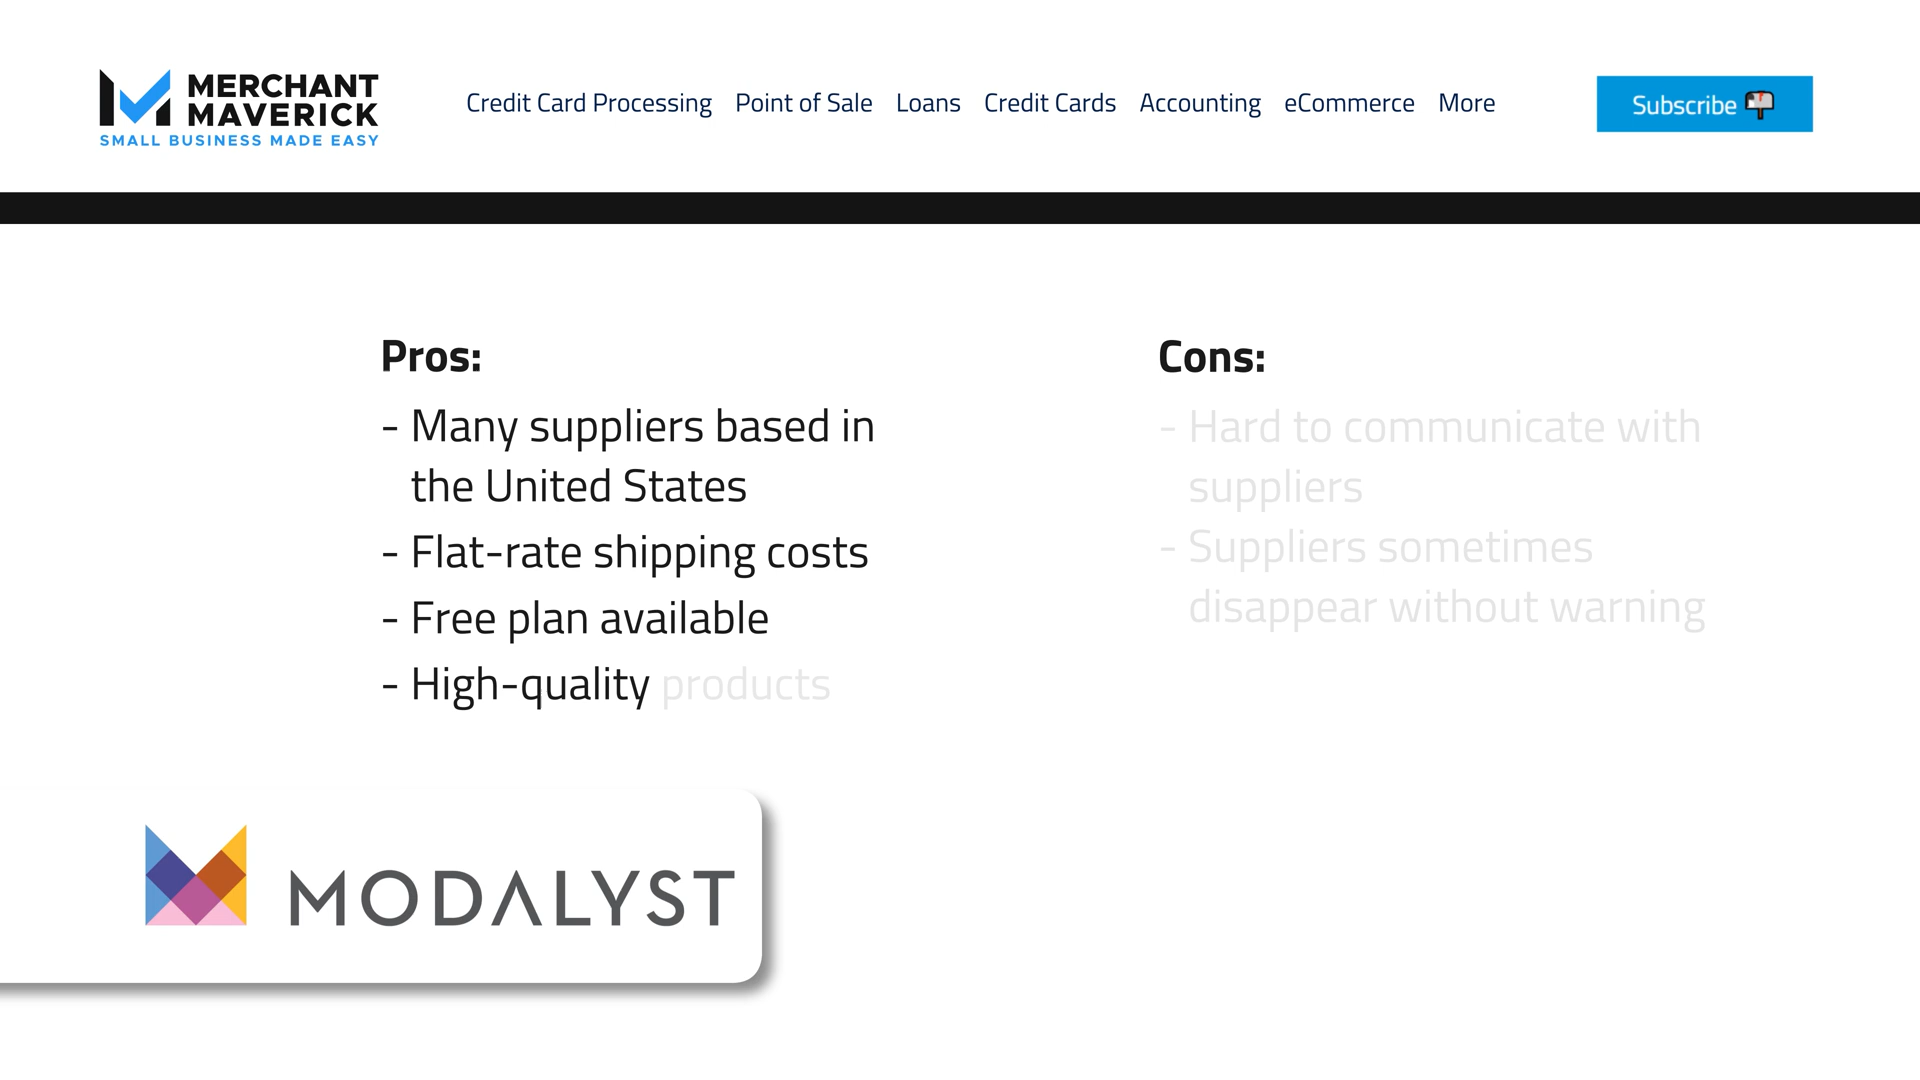 MERCHANT
MAVERICK
SMALL BUSINESS MADE EASY
Credit Card Processing Point of Sale Loans Credit Cards Accounting eCommerce More
Subscribe
Pros:
- Many suppliers based in
the United States
- Flat-rate shipping costs
- Free plan available
- High-quality products
Cons:
- Hard to communicate with
suppliers
- Suppliers sometimes
disappear without warning
MODALYST